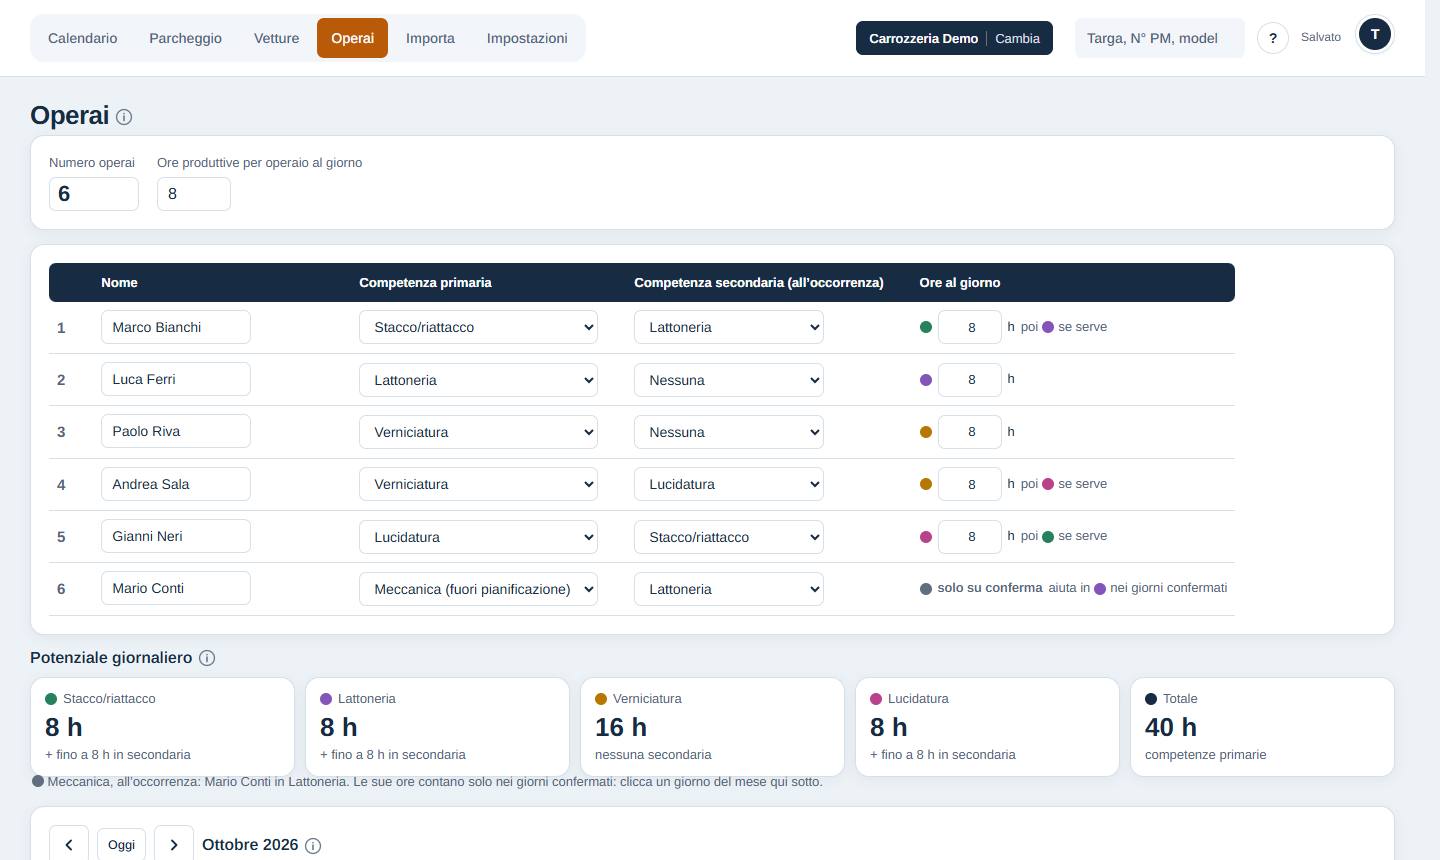 Calendario Parcheggio Vetture Operai Importa Impostazioni Carrozzeria Demo Cambia Targa, N° PM, model ? Salvato T
Operai i
Numero operai Ore produttive per operaio al giorno
6 8
Nome Competenza primaria Competenza secondaria (all’occorrenza) Ore al giorno
1 Marco Bianchi Stacco/riattacco Lattoneria 8 h poi se serve
2 Luca Ferri Lattoneria Nessuna 8 h
3 Paolo Riva Verniciatura Nessuna 8 h
4 Andrea Sala Verniciatura Lucidatura 8 h poi se serve
5 Gianni Neri Lucidatura Stacco/riattacco 8 h poi se serve
6 Mario Conti Meccanica (fuori pianificazione) Lattoneria solo su conferma aiuta in nei giorni confermati
Potenziale giornaliero i
Stacco/riattacco Lattoneria Verniciatura Lucidatura Totale
8 h 8 h 16 h 8 h 40 h
+ fino a 8 h in secondaria + fino a 8 h in secondaria nessuna secondaria + fino a 8 h in secondaria competenze primarie
Meccanica, all’occorrenza: Mario Conti in Lattoneria. Le sue ore contano solo nei giorni confermati: clicca un giorno del mese qui sotto.
Oggi Ottobre 2026 i